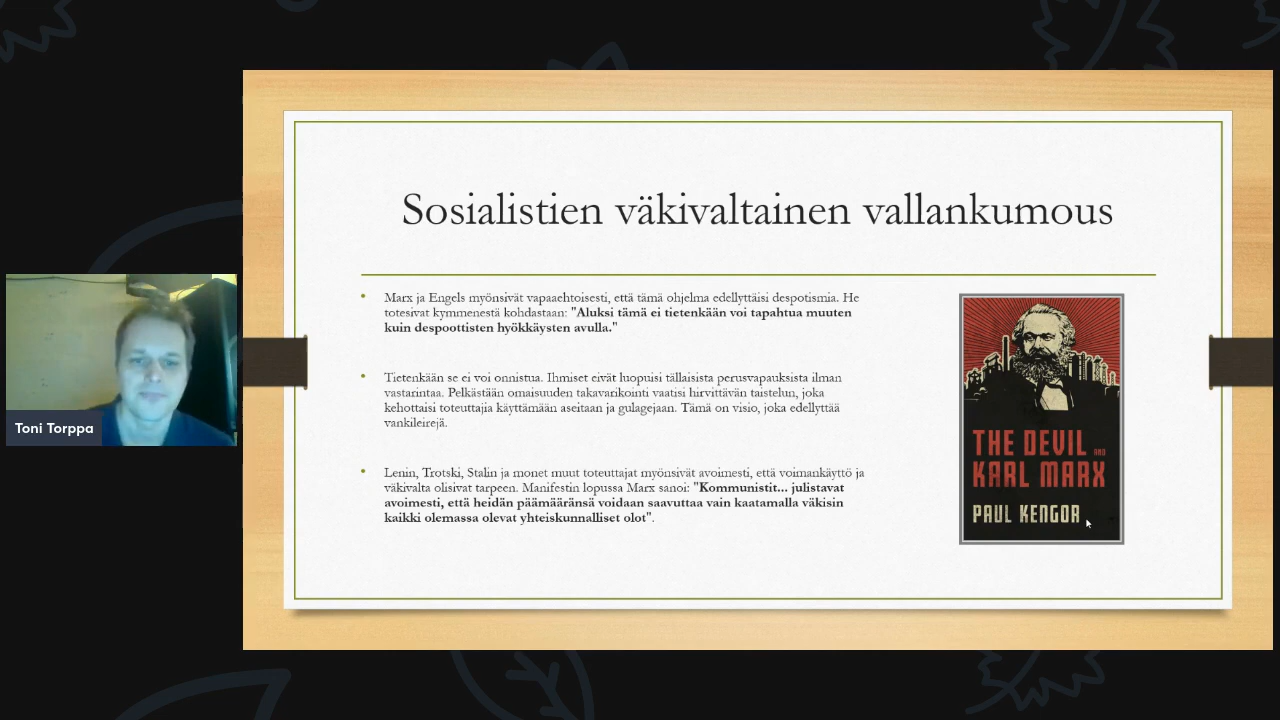 Sosialistien väkivaltainen vallankumous
Marx ja Engels myönsivät vapaaehtoisesti, että tämä ohjelma edellyttäisi despotismia. He
totesivat kymmenestä kohdastaan: "Aluksi tämä ei tietenkään voi tapahtua muuten
kuin despoottisten hyökkäysten avulla."
Tietenkään se ei voi onnistua. Ihmiset eivät luopuisi tällaisista perusvapauksista ilman
vastarintaa. Pelkästään omaisuuden takavarikointi vaatisi hirvittävän taistelun, joka
kehottaisi toteuttajia käyttämään aseitaan ja gulagejaan. Tämä on visio, joka edellyttää
vankileirejä.
Lenin, Trotski, Stalin ja monet muut toteuttajat myönsivät avoimesti, että voimankäyttö ja
väkivalta olisivat tarpeen. Manifestin lopussa Marx sanoi: "Kommunistit... julistavat
avoimesti, että heidän päämääränsä voidaan saavuttaa vain kaatamalla väkisin
kaikki olemassa olevat yhteiskunnalliset olot".
THE DEVIL AND
KARL MARX
PAUL KENGOR
Toni Torppa